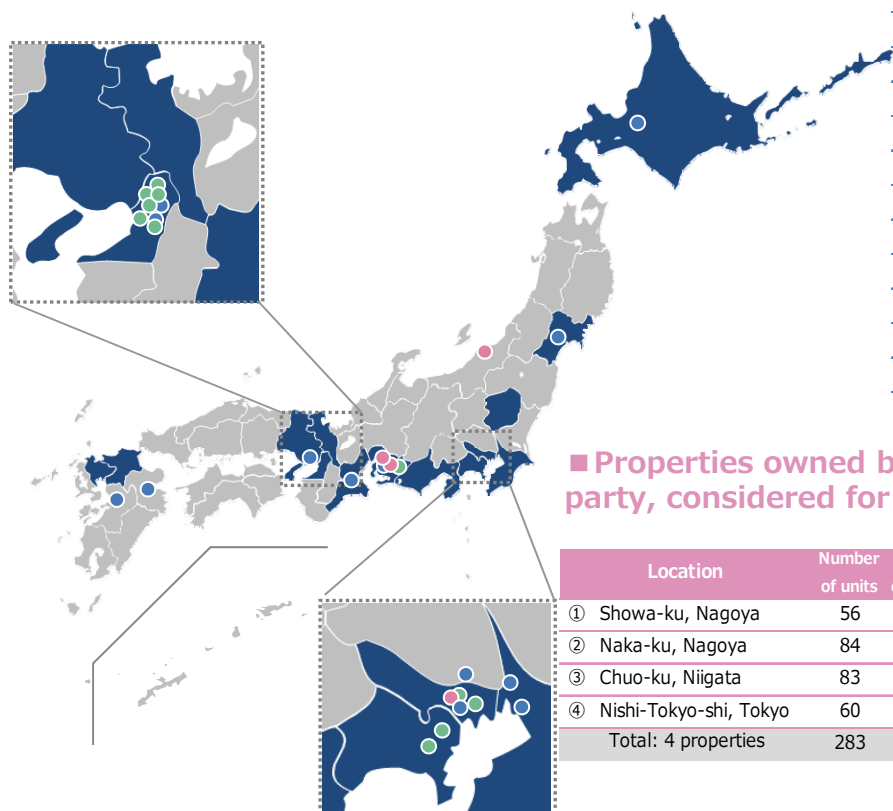 ■Properties owned b
party, considered for
Location Number of units
① Showa-ku, Nagoya 56
② Naka-ku, Nagoya 84
③ Chuo-ku, Niigata 83
④ Nishi-Tokyo-shi, Tokyo 60
Total: 4 properties 283